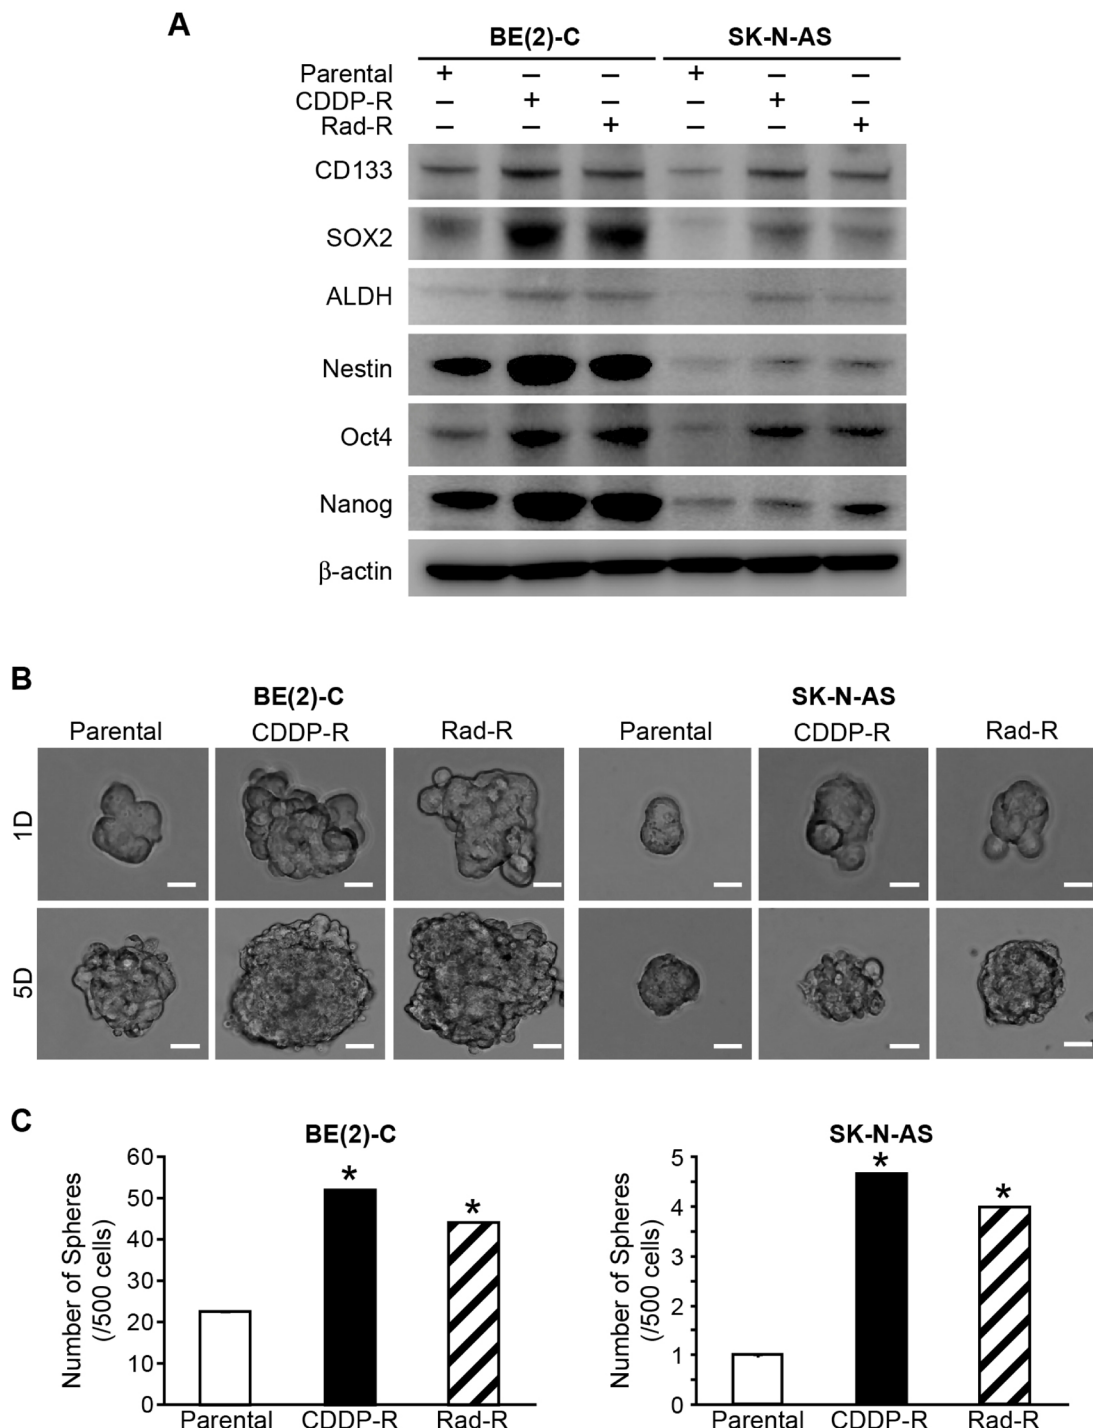 A
BE(2)-C SK-N-AS
Parental + – – + – –
CDDP-R – + – – + –
Rad-R – – + – – +
CD133
SOX2
ALDH
Nestin
Oct4
Nanog
β-actin
B
BE(2)-C SK-N-AS
Parental CDDP-R Rad-R Parental CDDP-R Rad-R
1D
5D
C
BE(2)-C
Number of Spheres
(/500 cells)
60
50
40
30
20
10
0
* *
Parental CDDP-R Rad-R
SK-N-AS
Number of Spheres
(/500 cells)
5
4
3
2
1
0
* *
Parental CDDP-R Rad-R